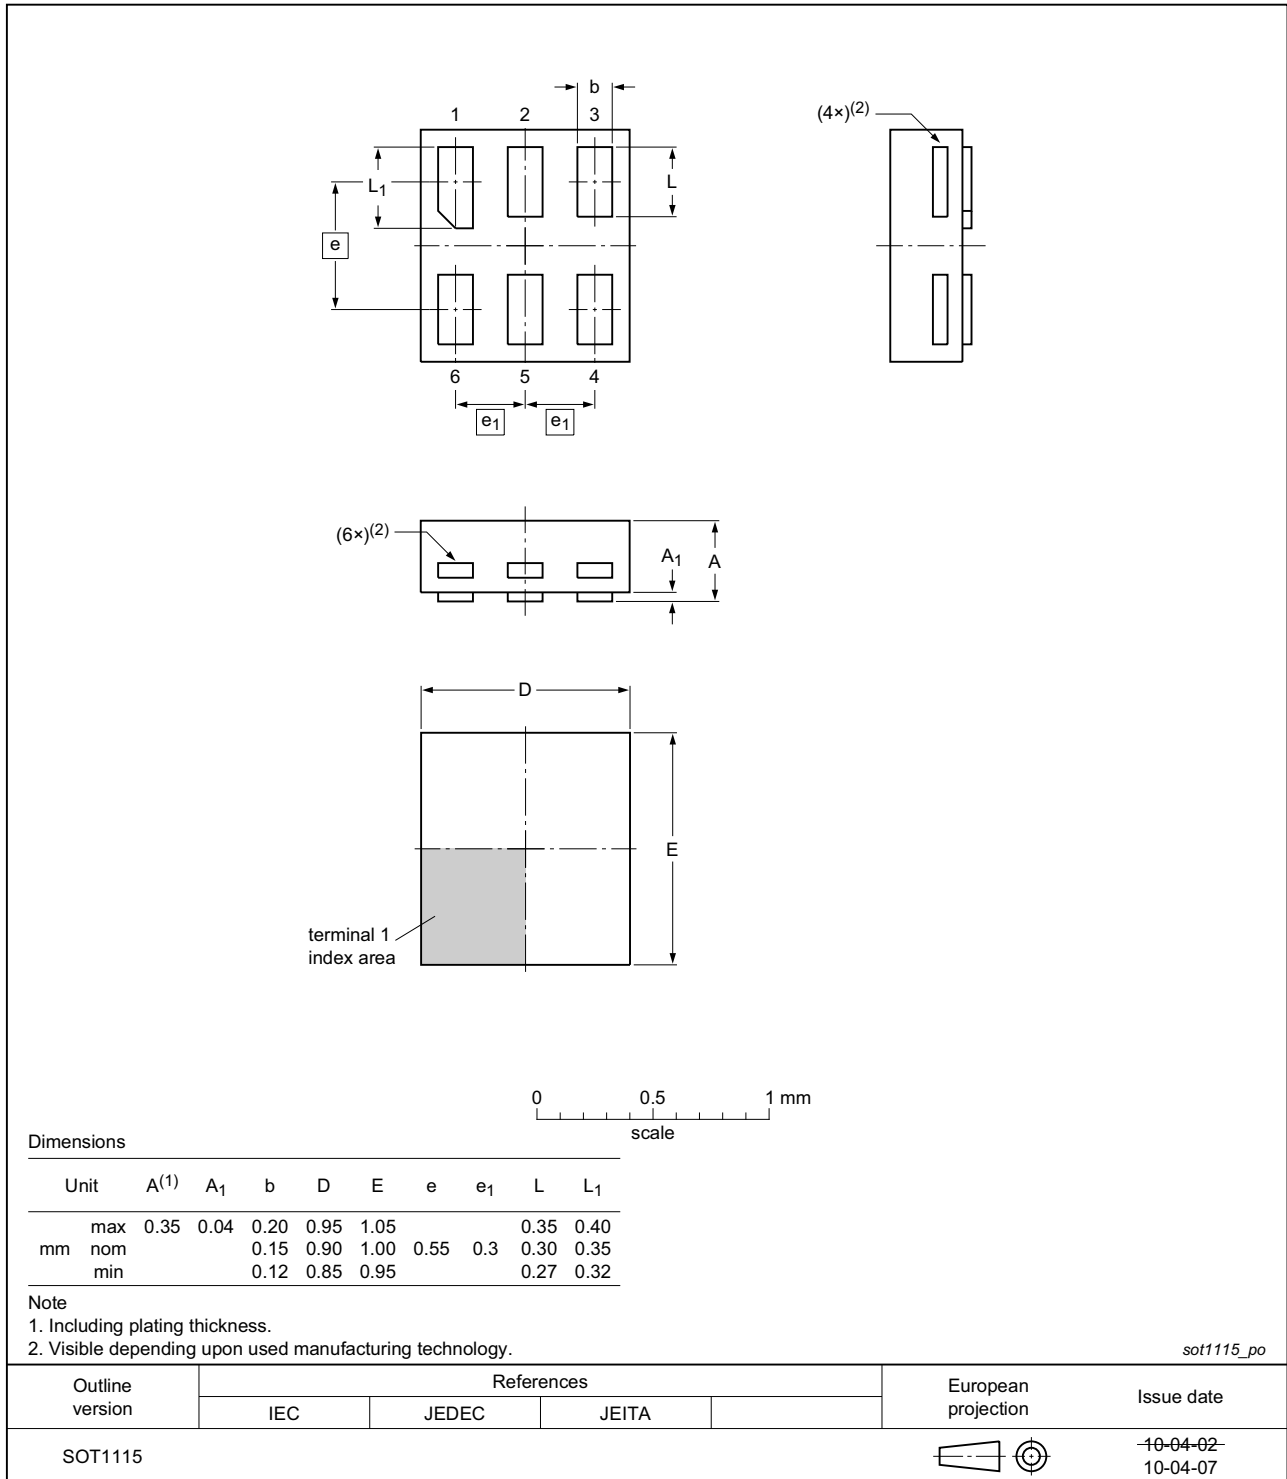 b
1 2 3
(4×)(2)
L1
L
e
6 5 4
e1 e1
(6×)(2)
A1 A
D
E
terminal 1
index area
0 0.5 1 mm
scale
Dimensions
Unit A(1) A1 b D E e e1 L L1
max 0.35 0.04 0.20 0.95 1.05 0.35 0.40
mm nom 0.15 0.90 1.00 0.55 0.3 0.30 0.35
min 0.12 0.85 0.95 0.27 0.32
Note
1. Including plating thickness.
2. Visible depending upon used manufacturing technology.
sot1115_po
Outline version References European projection Issue date
IEC JEDEC JEITA
SOT1115 10-04-02
10-04-07